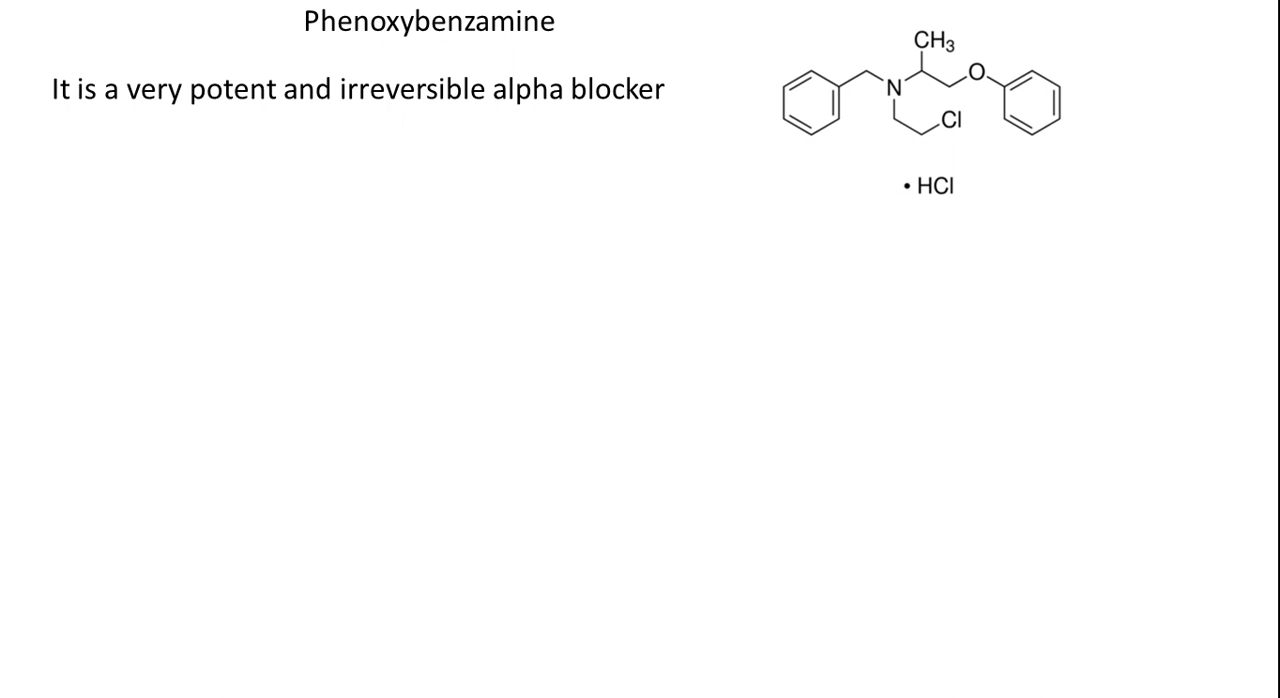 Phenoxybenzamine
It is a very potent and irreversible alpha blocker
CH3
O
N
Cl
• HCl